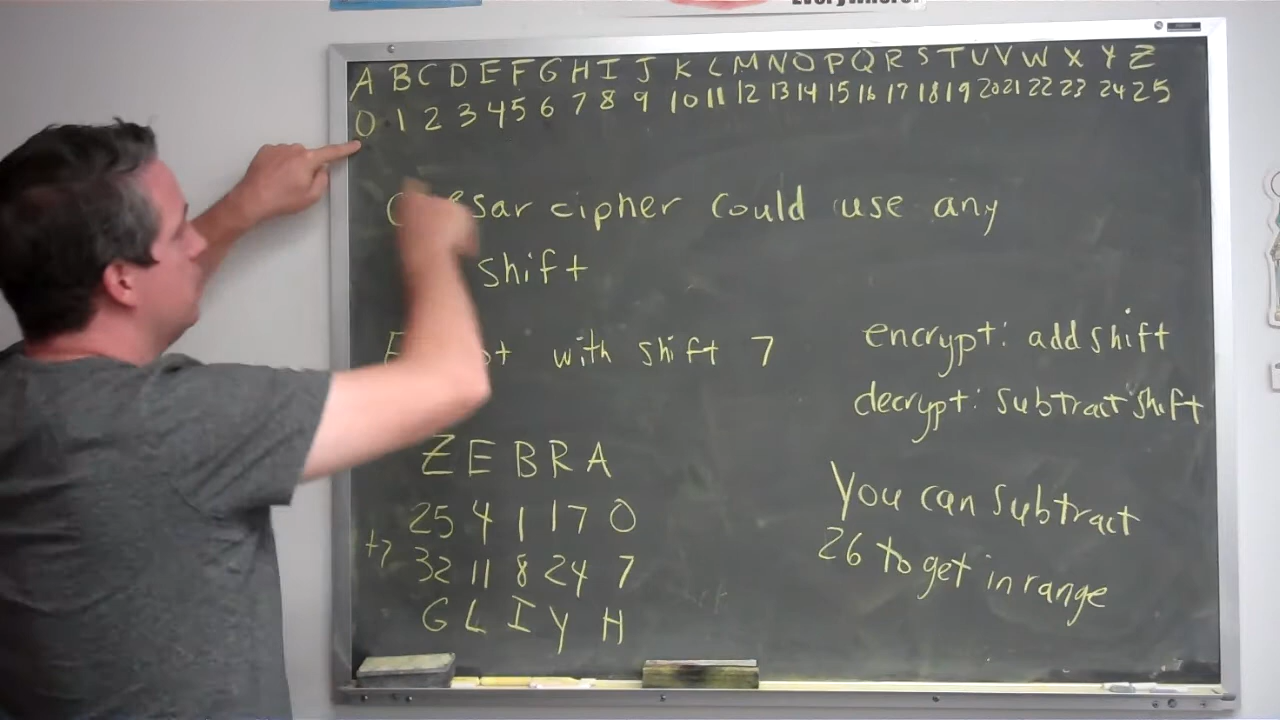 Everywhere!
A B C D E F G H I J K L M N O P Q R S T U V W X Y Z
0 1 2 3 4 5 6 7 8 9 10 11 12 13 14 15 16 17 18 19 20 21 22 23 24 25
cipher could use any
shift
with shift 7
encrypt: add shift
decrypt: subtract shift
Z E B R A
25 4 1 17 0
+7 32 11 8 24 7
G L I Y H
You can subtract
26 to get in range